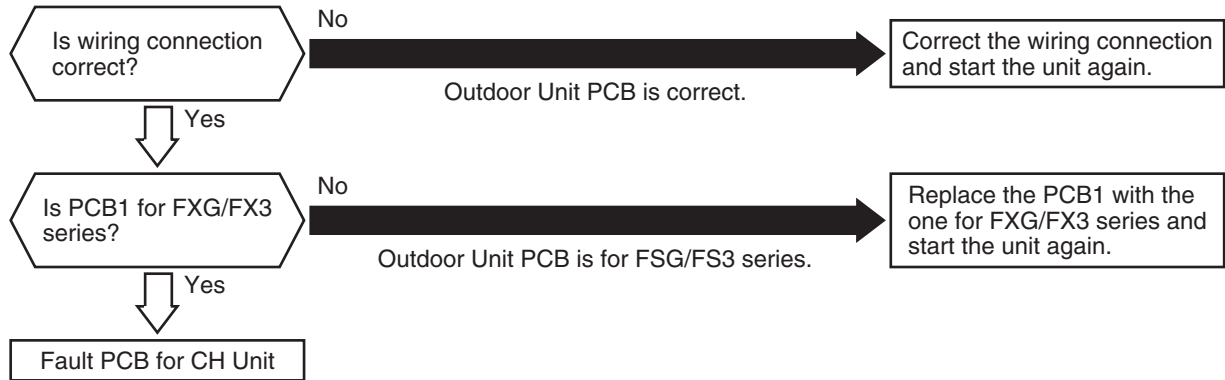 Is wiring connection
correct?
No
Outdoor Unit PCB is correct.
Correct the wiring connection
and start the unit again.
Yes
Is PCB1 for FXG/FX3
series?
No
Outdoor Unit PCB is for FSG/FS3 series.
Replace the PCB1 with the
one for FXG/FX3 series and
start the unit again.
Yes
Fault PCB for CH Unit